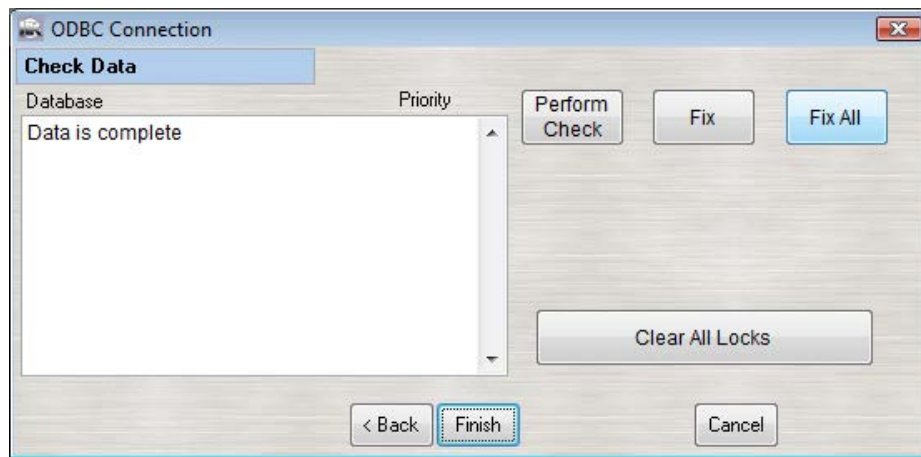 ODBC Connection
Check Data
Database Priority
Data is complete
Perform
Check
Fix
Fix All
Clear All Locks
< Back
Finish
Cancel